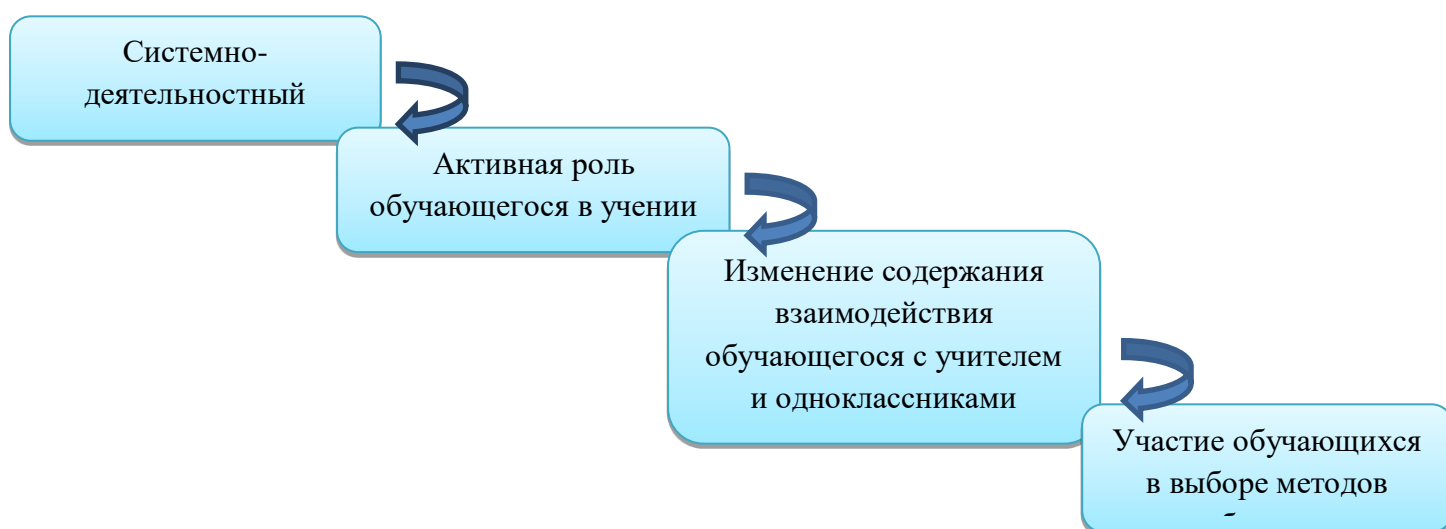 Системно-
деятельностный
Активная роль
обучающегося в учении
Изменение содержания
взаимодействия
обучающегося с учителем
и одноклассниками
Участие обучающихся
в выборе методов